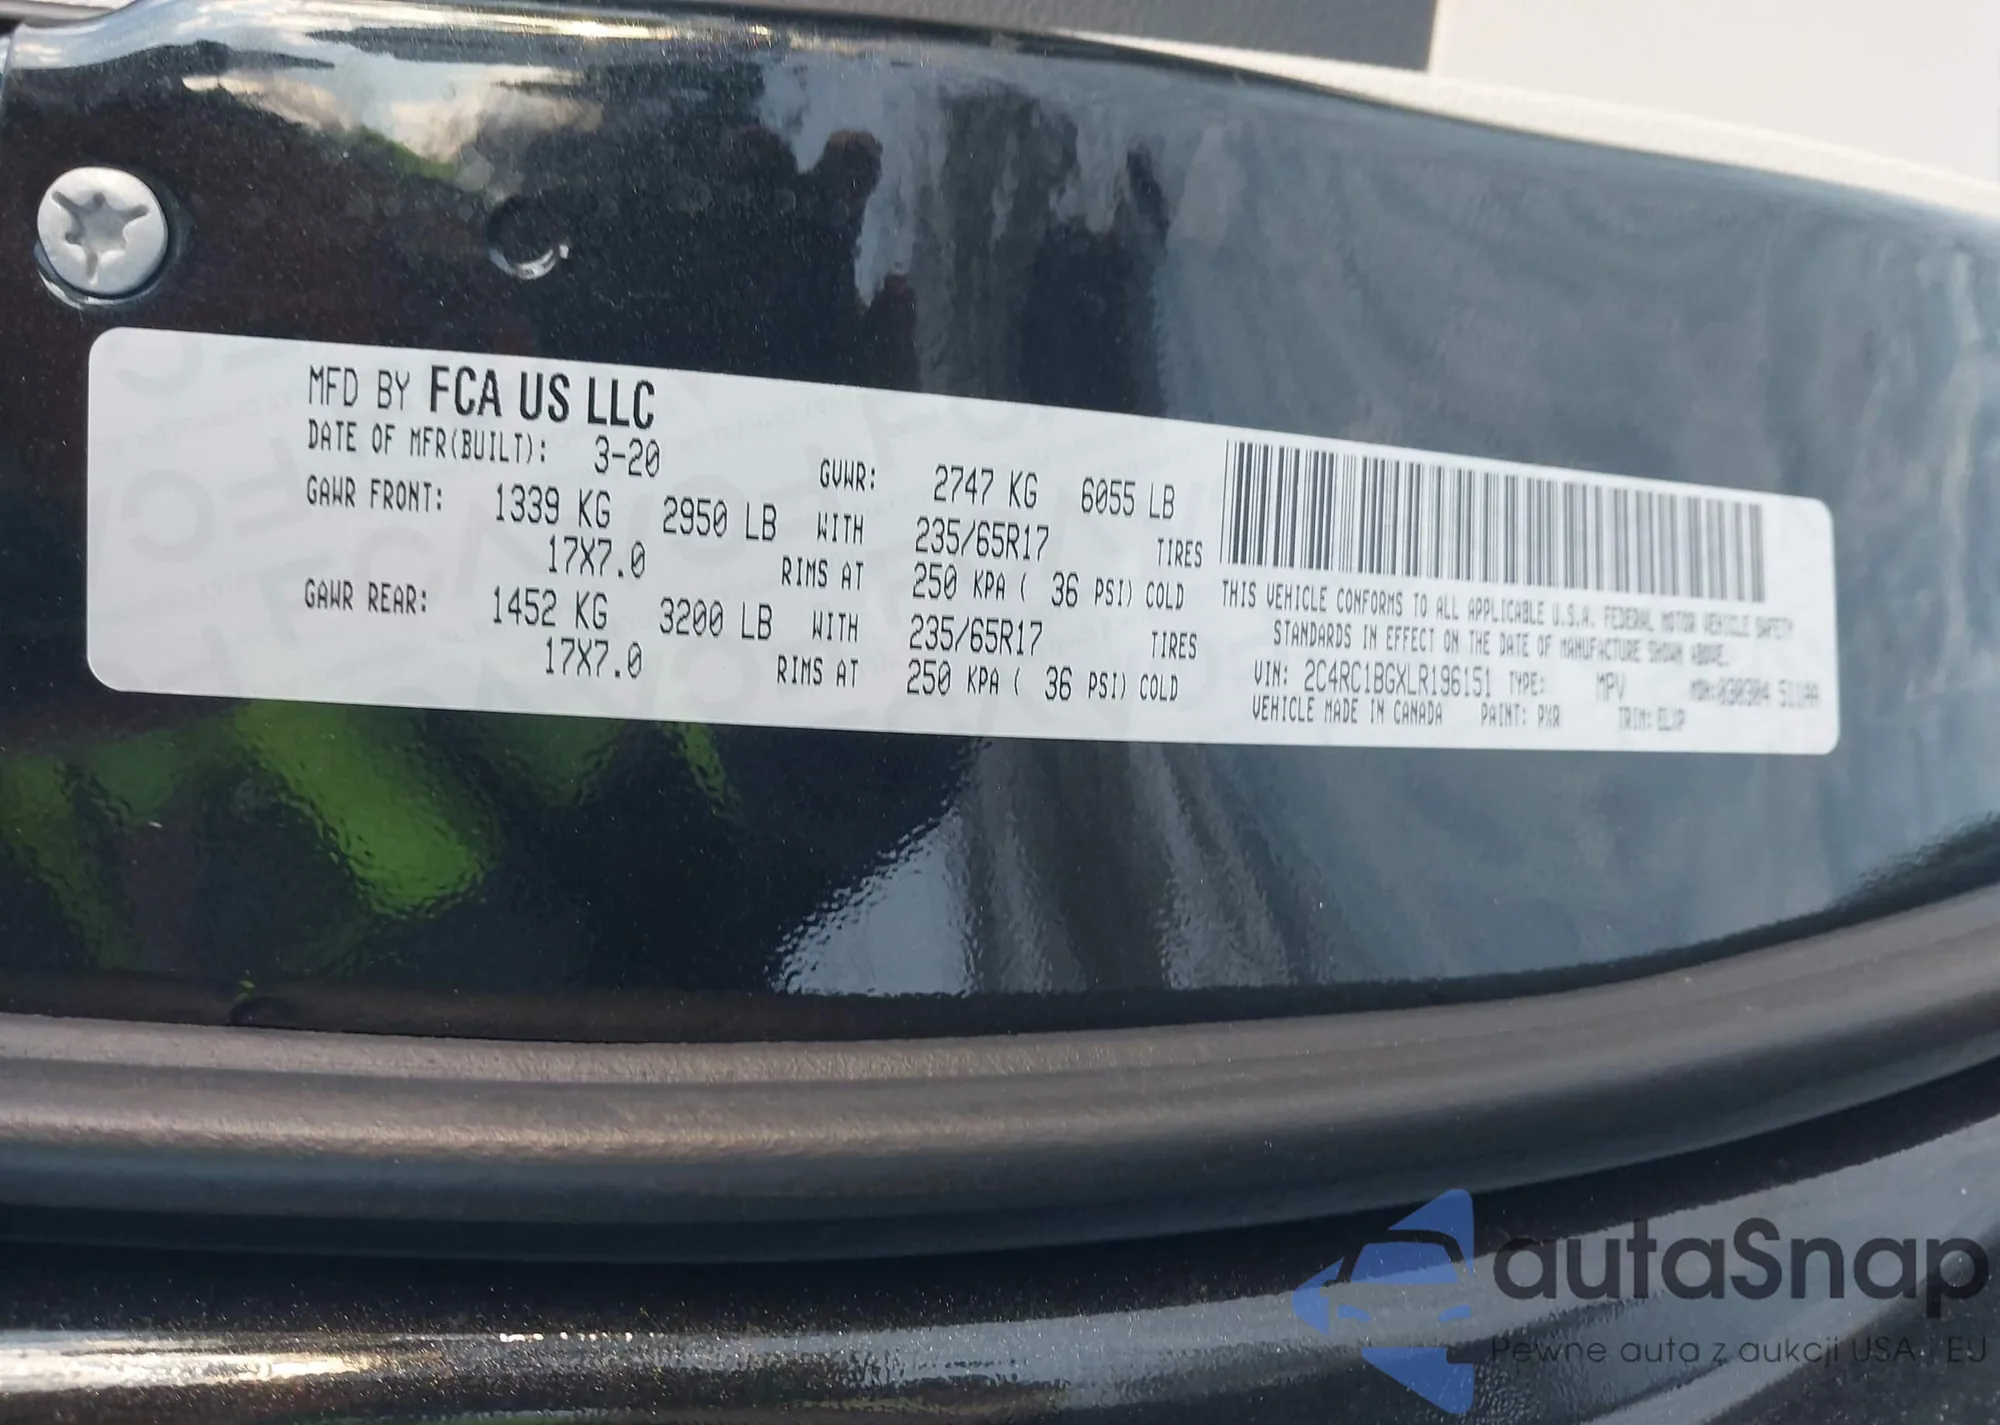 MFD BY FCA US LLC
DATE OF MFR(BUILT): 3-20 GVWR: 2747 KG 6055 LB
GAWR FRONT: 1339 KG 2950 LB WITH 235/65R17 TIRES
17X7.0 RIMS AT 250 KPA ( 36 PSI) COLD
GAWR REAR: 1452 KG 3200 LB WITH 235/65R17 TIRES
17X7.0 RIMS AT 250 KPA ( 36 PSI) COLD
THIS VEHICLE CONFORMS TO ALL APPLICABLE U.S.A. FEDERAL MOTOR VEHICLE SAFETY
STANDARDS IN EFFECT ON THE DATE OF MANUFACTURE SHOWN ABOVE.
VIN: 2C4RC1BGXLR196151 TYPE: MPV MDH:030304 511AA
VEHICLE MADE IN CANADA PAINT: PXR TRIM:
autaSnap
Pewne auta z aukcji USA i EU